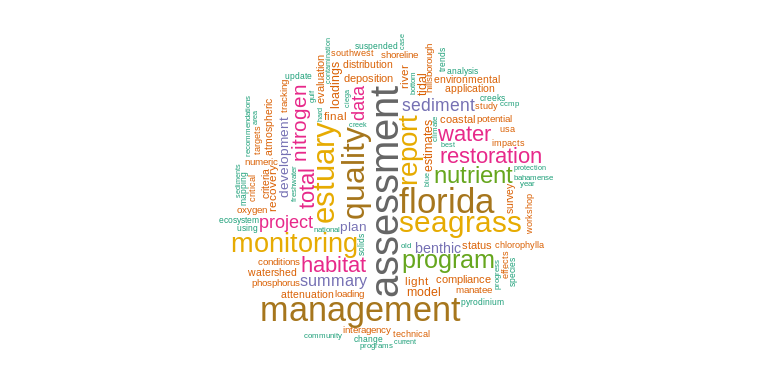 case
suspended
trends
contamination
southwest
shoreline
hillsborough
distribution
analysis
update
evaluation
deposition
river
bottom
tidal
environmental
loadings
application
tracking
gulf
ciega
data
sediment
creeks
ccmp
recommendations
area
targets
atmospheric
nitrogen
hard
final
creek
assessment
report
estimates
climate
coastal
potential
study
usa
water
best
impacts
development
estuary
quality
restoration
numeric
sediments
mapping
critical
criteria
recovery
freshwater
total
nutrient
blue
protection
bahamense
year
florida
survey
workshop
oxygen
ecosystem
using
project
national
plan
seagrass
monitoring
solids
old
benthic
status
chlorophylla
conditions
watershed
habitat
program
progress
effects
species
phosphorus
summary
light
compliance
attenuation
loading
model
manatee
pyrodinium
management
community
interagency
technical
change
current
programs